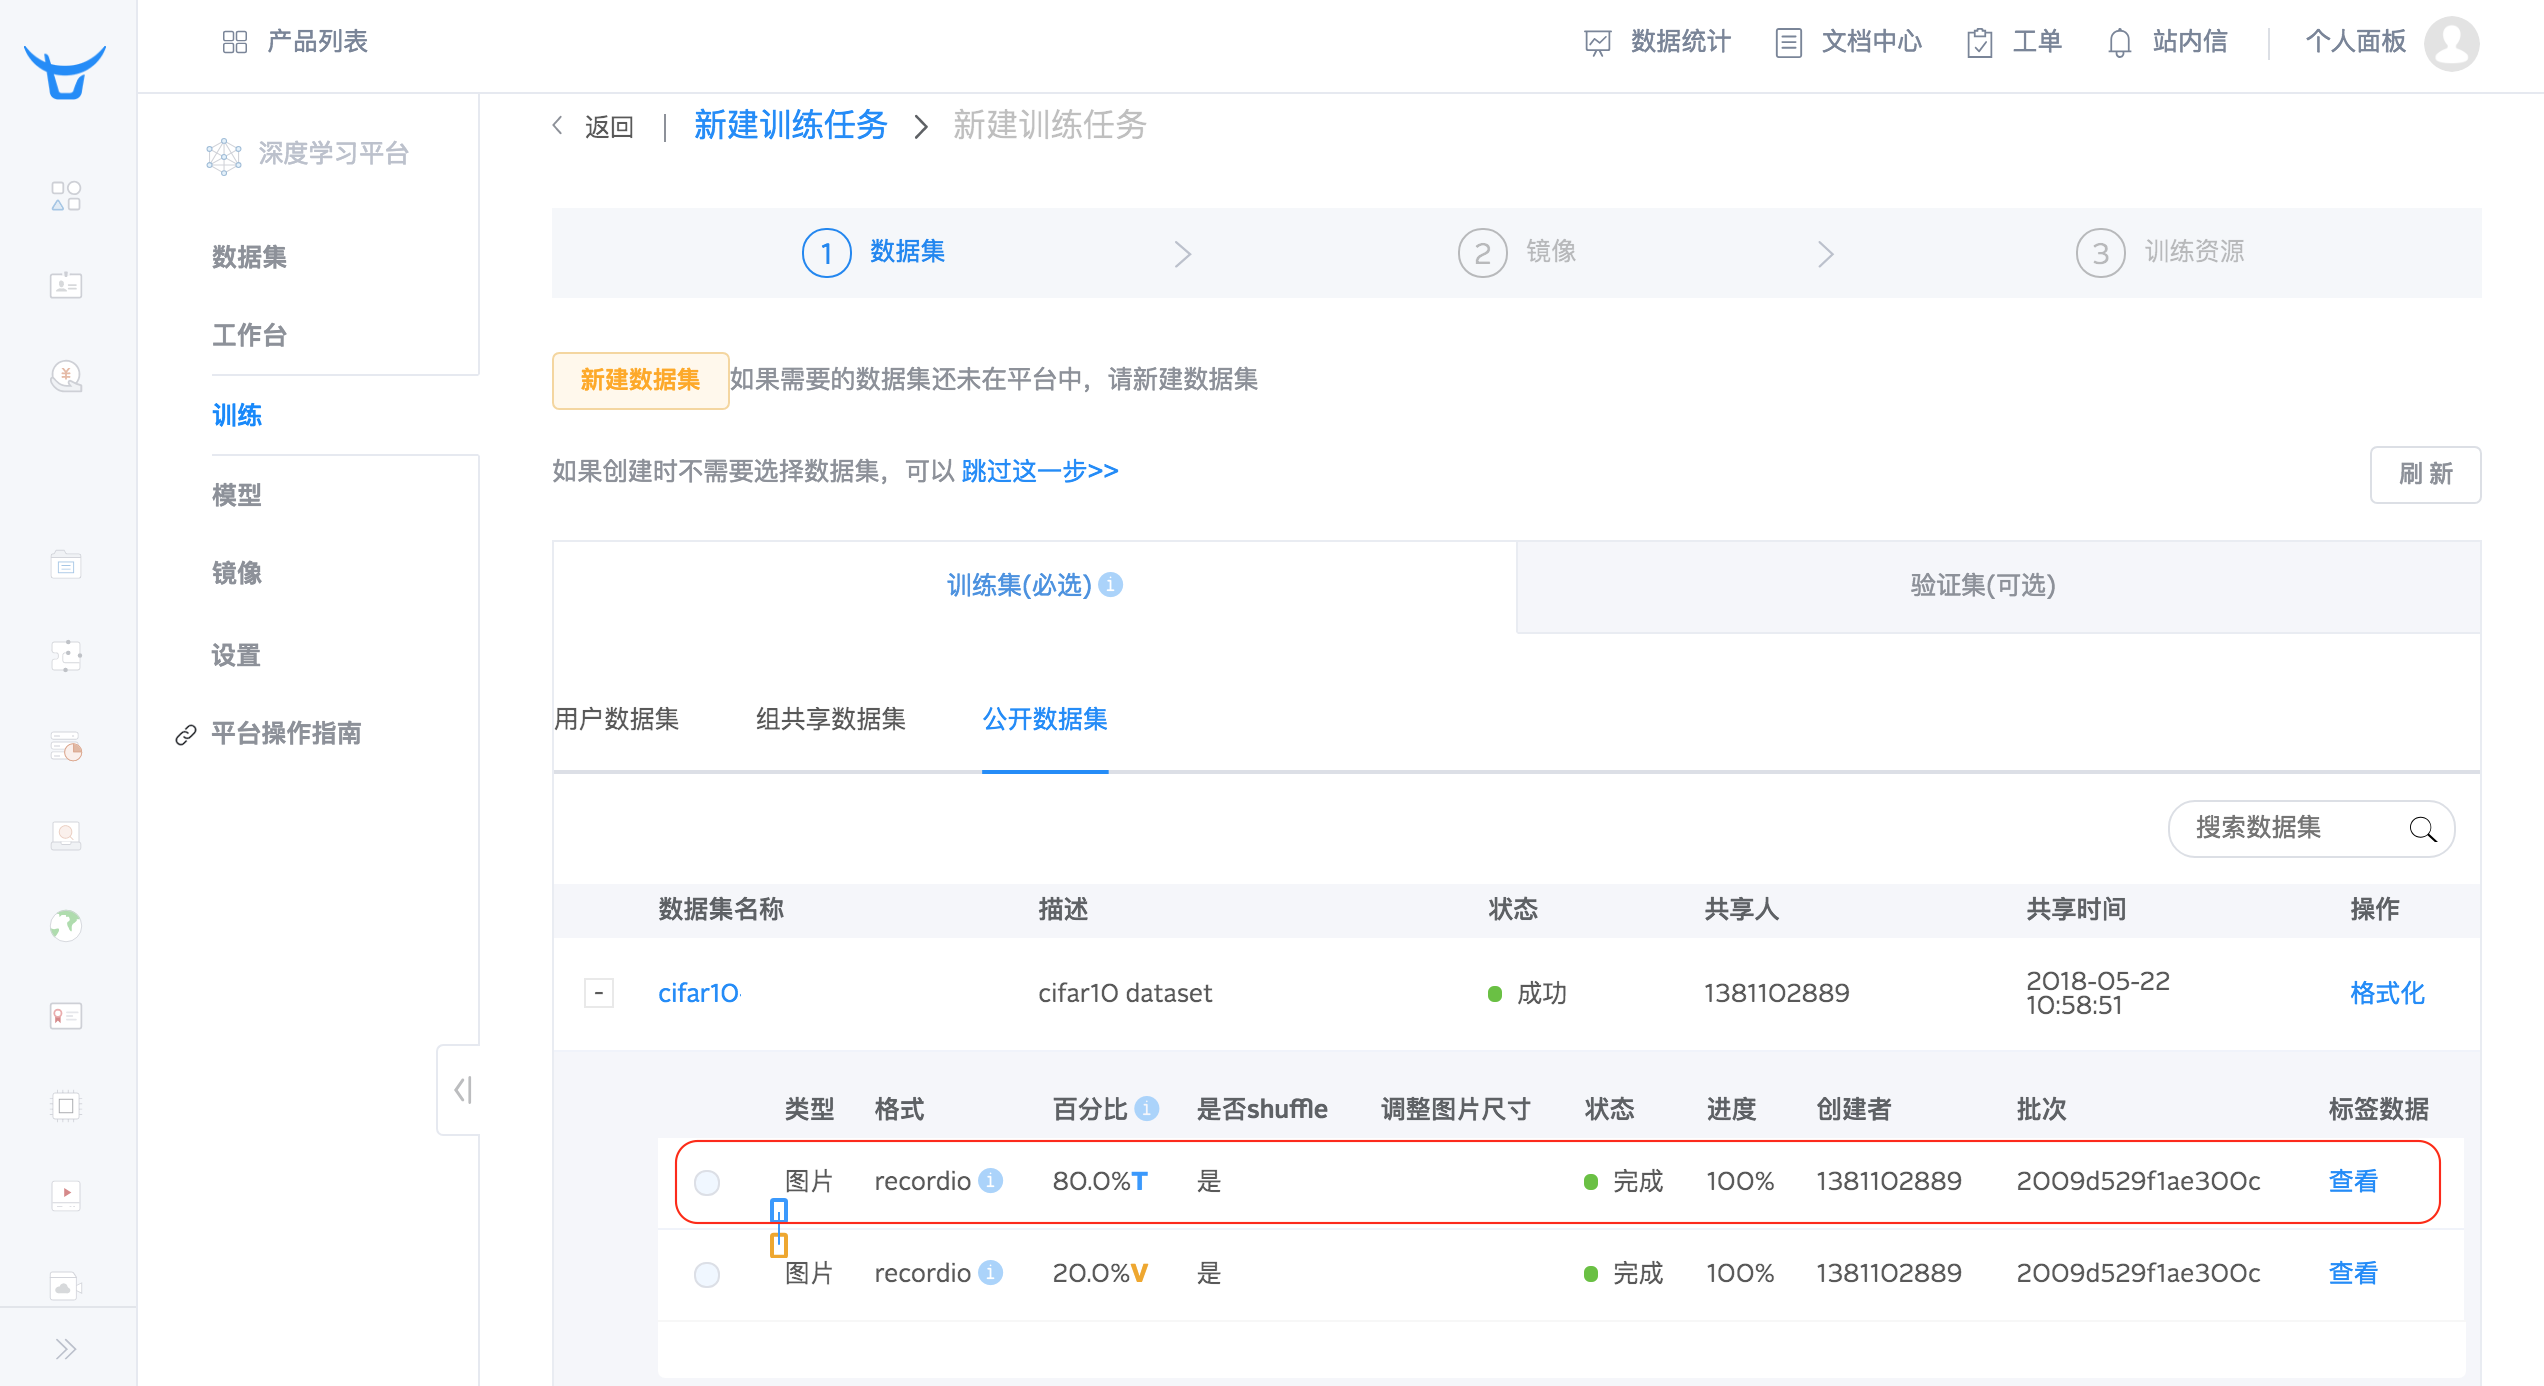 产品列表
数据统计
文档中心
工单
站内信
个人面板
深度学习平台
数据集
工作台
训练
模型
镜像
设置
平台操作指南
返回 | 新建训练任务 > 新建训练任务
1 数据集
2 镜像
3 训练资源
新建数据集 如果需要的数据集还未在平台中，请新建数据集
如果创建时不需要选择数据集，可以 跳过这一步>>
刷 新
训练集(必选) i
验证集(可选)
用户数据集 组共享数据集 公开数据集
搜索数据集
数据集名称 描述 状态 共享人 共享时间 操作
- cifar10 cifar10 dataset 成功 1381102889 2018-05-22 10:58:51 格式化
类型 格式 百分比 i 是否shuffle 调整图片尺寸 状态 进度 创建者 批次 标签数据
图片 recordio i 80.0%T 是 完成 100% 1381102889 2009d529f1ae300c 查看
图片 recordio i 20.0%V 是 完成 100% 1381102889 2009d529f1ae300c 查看